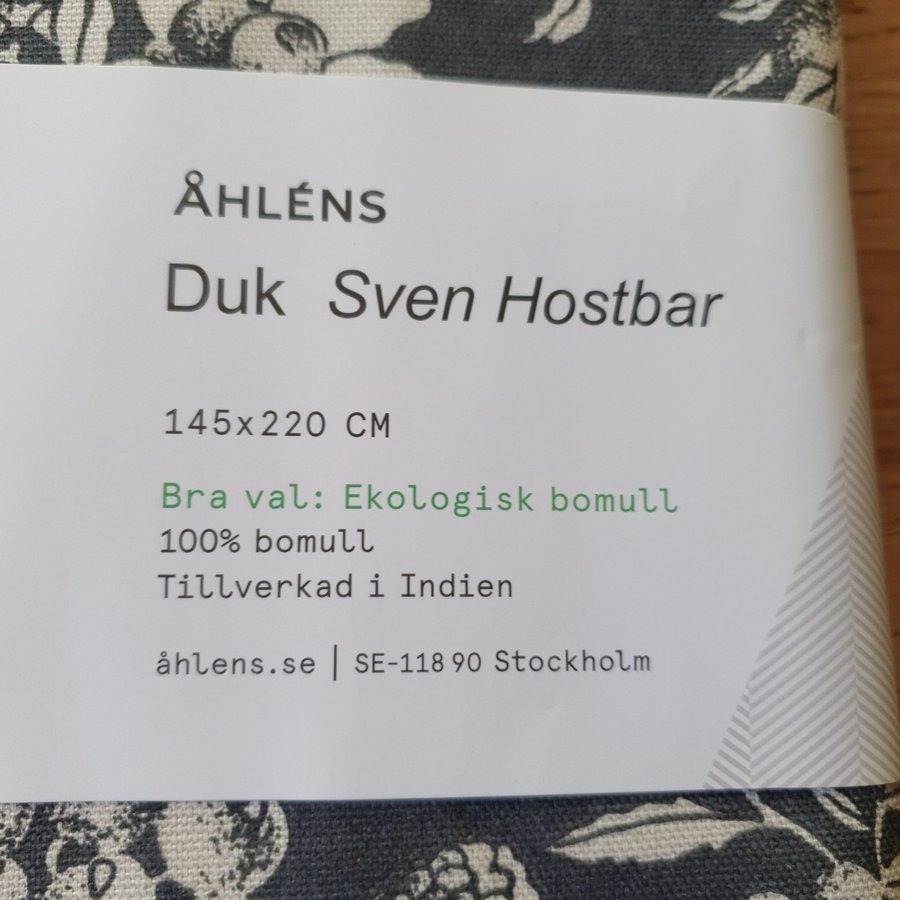 ÅHLÉNS
Duk Sven Hostbar
145x220 CM
Bra val: Ekologisk bomull
100% bomull
Tillverkad i Indien
åhlens.se | SE-118 90 Stockholm